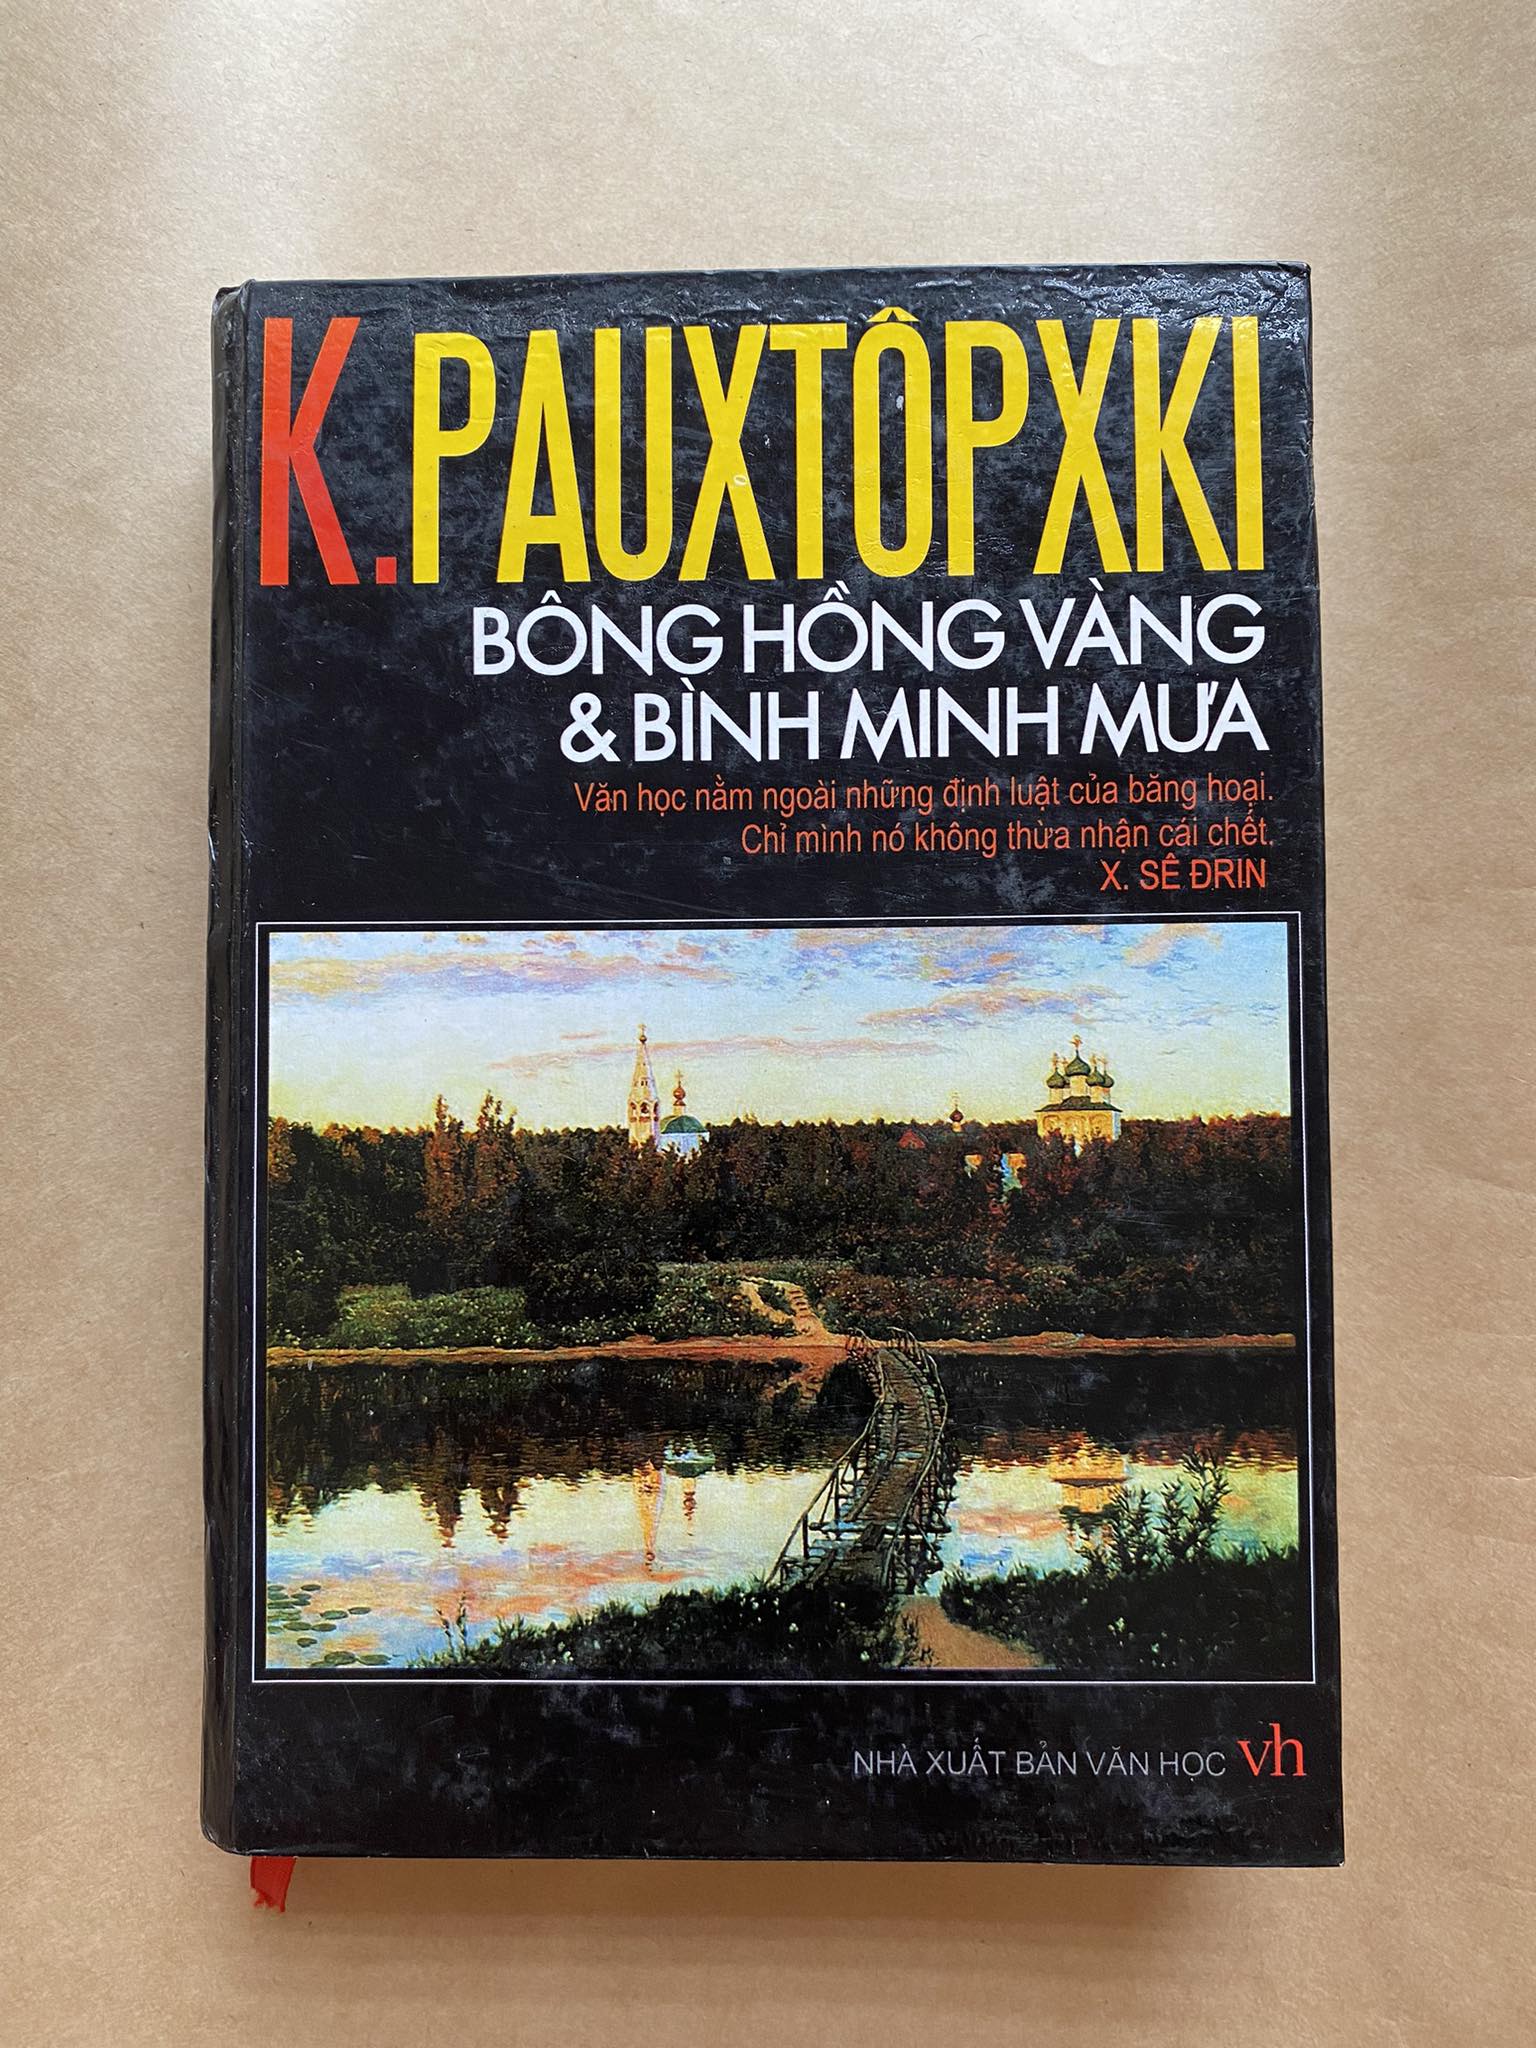 K.PAUXTÔPXKI
BÔNG HỒNG VÀNG
& BÌNH MINH MƯA
Văn học nằm ngoài những định luật của băng hoại.
Chỉ mình nó không thừa nhận cái chết.
X. SÊ ĐRIN
NHÀ XUẤT BẢN VĂN HỌC vh